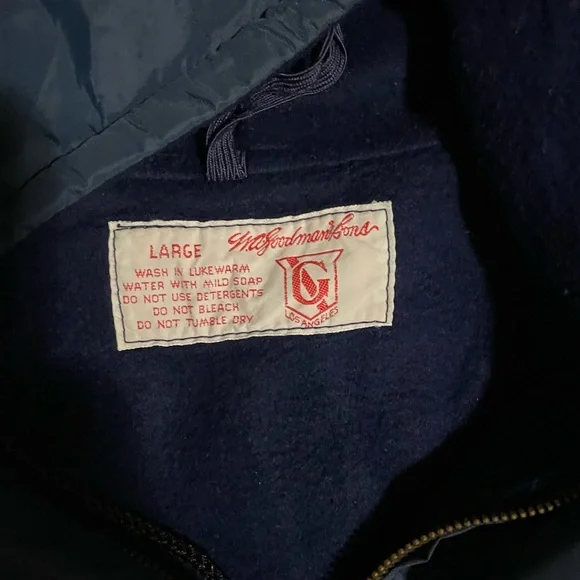 LARGE
W.A. Goodman & Sons
WASH IN LUKEWARM
WATER WITH MILD SOAP
DO NOT USE DETERGENTS
DO NOT BLEACH
DO NOT TUMBLE DRY
G
LOS ANGELES